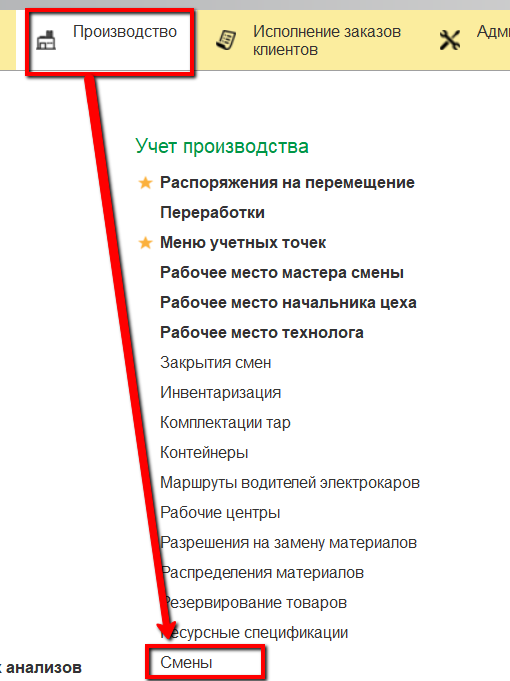 Производство
Исполнение заказов
клиентов
Адми
Учет производства
Распоряжения на перемещение
Переработки
Меню учетных точек
Рабочее место мастера смены
Рабочее место начальника цеха
Рабочее место технолога
Закрытия смен
Инвентаризация
Комплектации тар
Контейнеры
Маршруты водителей электрокаров
Рабочие центры
Разрешения на замену материалов
Распределения материалов
Резервирование товаров
Ресурсные спецификации
Смены
х анализов